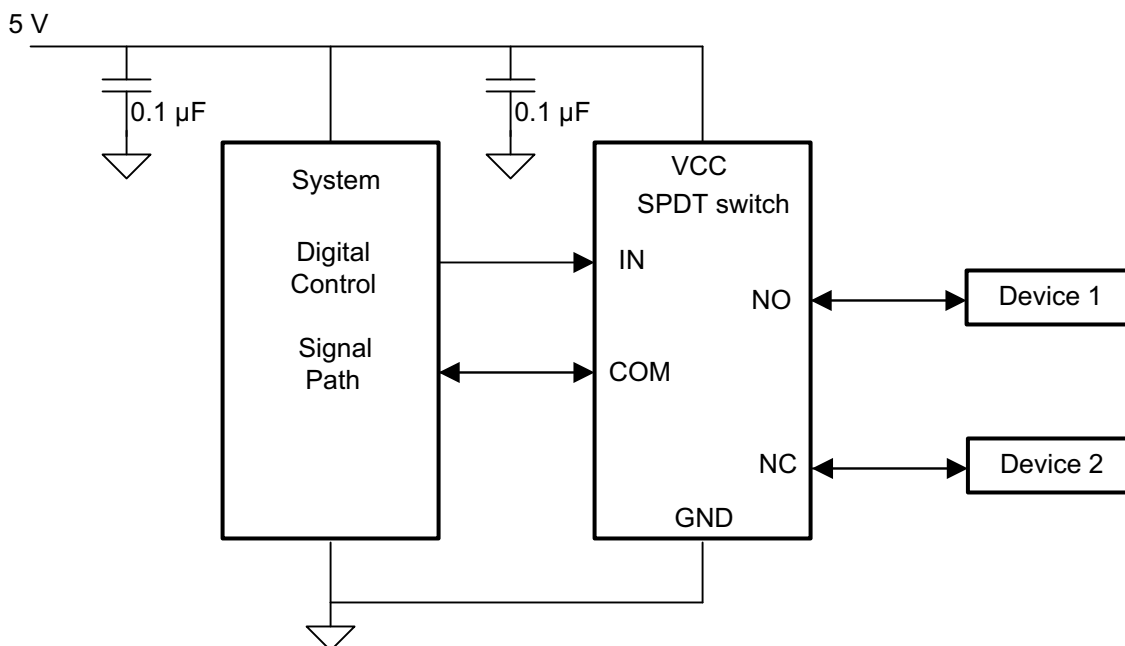 5 V
0.1 µF
0.1 µF
System
Digital
Control
Signal
Path
VCC
SPDT switch
IN
COM
NO
NC
GND
Device 1
Device 2